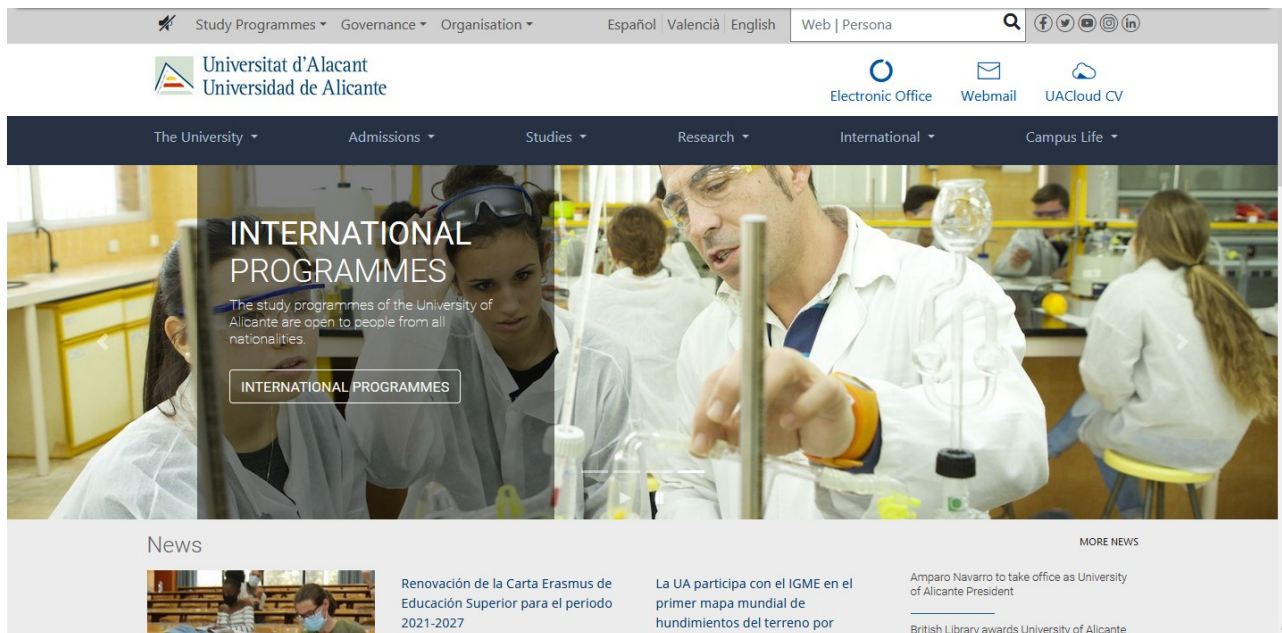 Study Programmes Governance Organisation Español Valencià English Web | Persona
Universitat d'Alacant
Universidad de Alicante
Electronic Office Webmail UACloud CV
The University Admissions Studies Research International Campus Life
INTERNATIONAL
PROGRAMMES
The study programmes of the University of
Alicante are open to people from all
nationalities.
INTERNATIONAL PROGRAMMES
News
MORE NEWS
Renovación de la Carta Erasmus de
Educación Superior para el periodo
2021-2027
La UA participa con el IGME en el
primer mapa mundial de
hundimientos del terreno por
Amparo Navarro to take office as University
of Alicante President
British Library awards University of Alicante